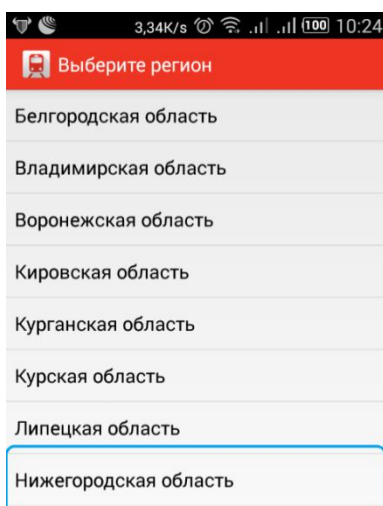 3,34K/s 100 10:24
Выберите регион
Белгородская область
Владимирская область
Воронежская область
Кировская область
Курганская область
Курская область
Липецкая область
Нижегородская область